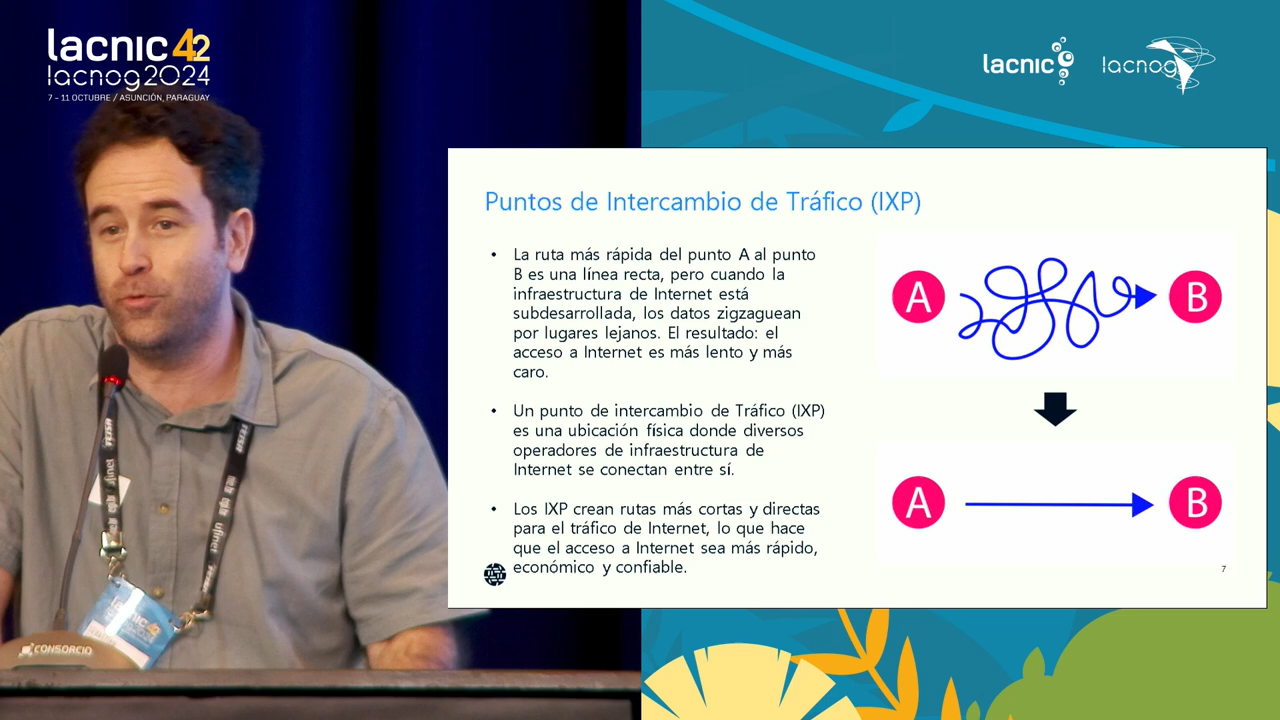 lacnic 42
lacnog2024
7 - 11 OCTUBRE / ASUNCIÓN, PARAGUAY
lacnic
lacnog
Puntos de Intercambio de Tráfico (IXP)
• La ruta más rápida del punto A al punto
B es una línea recta, pero cuando la
infraestructura de Internet está
subdesarrollada, los datos zigzaguean
por lugares lejanos. El resultado: el
acceso a Internet es más lento y más
caro.
• Un punto de intercambio de Tráfico (IXP)
es una ubicación física donde diversos
operadores de infraestructura de
Internet se conectan entre sí.
• Los IXP crean rutas más cortas y directas
para el tráfico de Internet, lo que hace
que el acceso a Internet sea más rápido,
económico y confiable.
A
B
A
B
7
ufinet
LACNIC 42
CONSORCIO